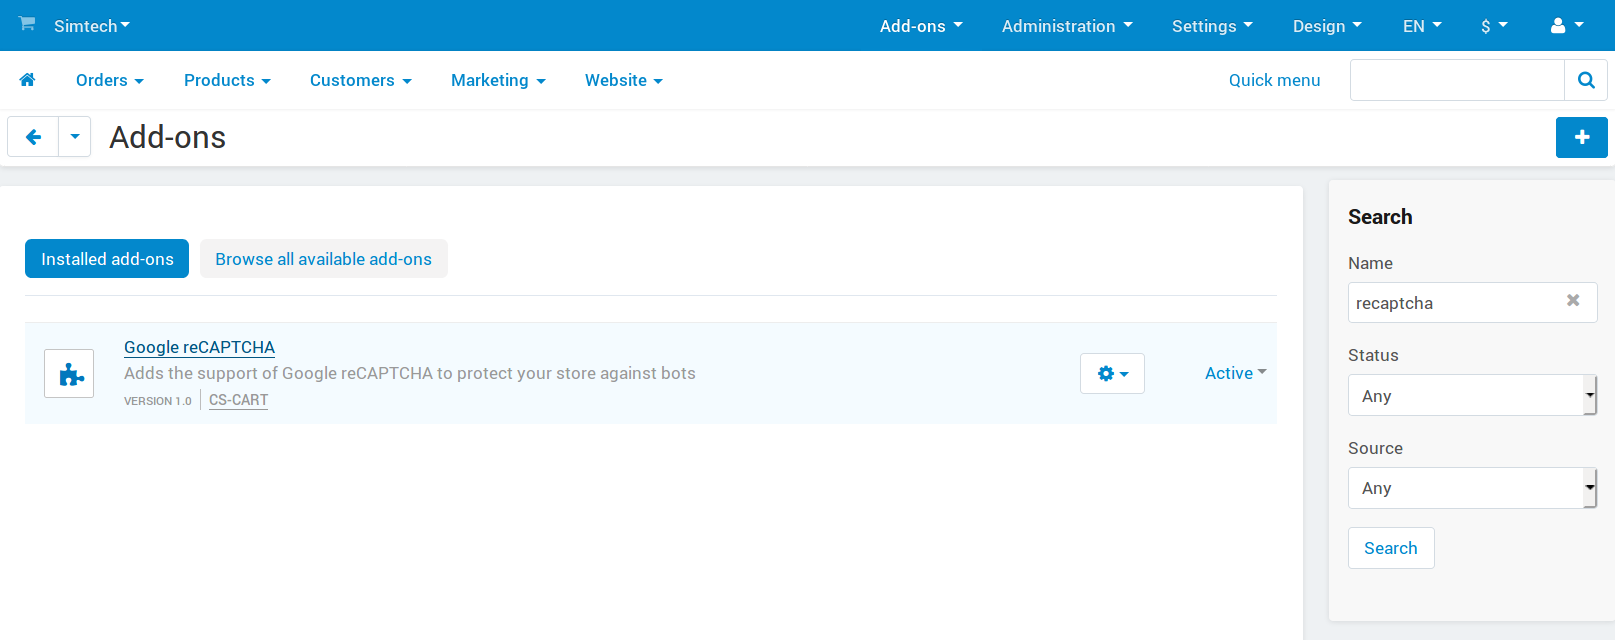 Simtech Add-ons Administration Settings Design EN $
Orders Products Customers Marketing Website Quick menu
Add-ons
Installed add-ons Browse all available add-ons
Google reCAPTCHA
Adds the support of Google reCAPTCHA to protect your store against bots
VERSION 1.0 CS-CART
Active
Search
Name
recaptcha
Status
Any
Source
Any
Search